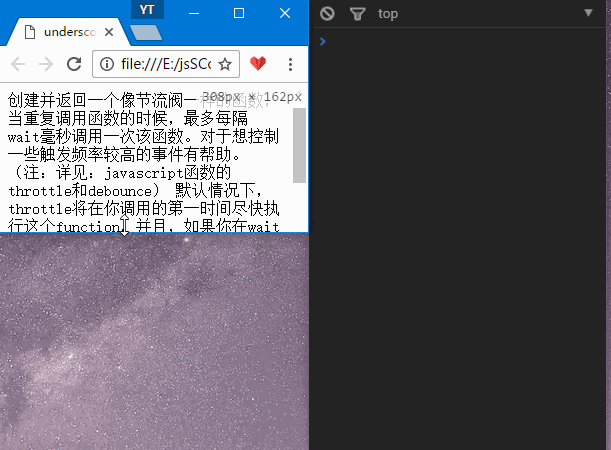 YT
undersc
top
file:///E:/jsSC
308px × 162px
创建并返回一个像节流阀一样的函数，
当重复调用函数的时候，最多每隔
wait毫秒调用一次该函数。对于想控制
一些触发频率较高的事件有帮助。
（注：详见：javascript函数的
throttle和debounce） 默认情况下，
throttle将在你调用的第一时间尽快执
行这个function，并且，如果你在wait